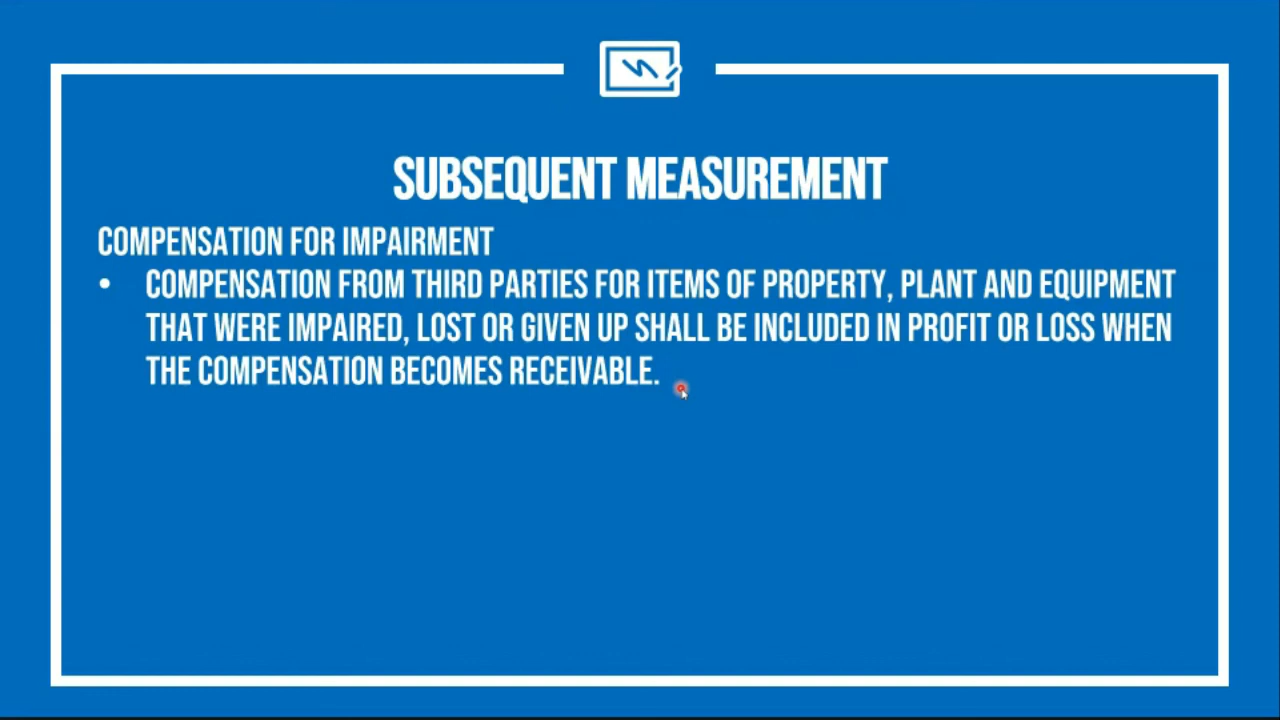 SUBSEQUENT MEASUREMENT
COMPENSATION FOR IMPAIRMENT
• COMPENSATION FROM THIRD PARTIES FOR ITEMS OF PROPERTY, PLANT AND EQUIPMENT
THAT WERE IMPAIRED, LOST OR GIVEN UP SHALL BE INCLUDED IN PROFIT OR LOSS WHEN
THE COMPENSATION BECOMES RECEIVABLE.